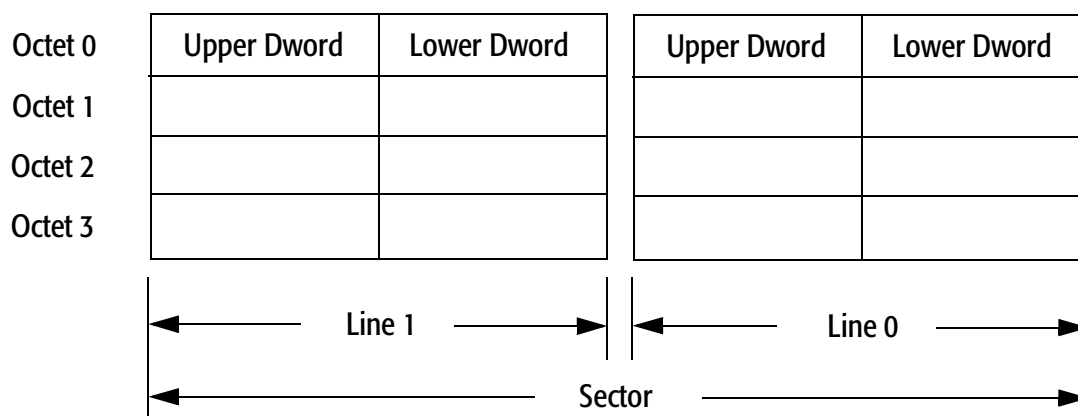 Octet 0 Upper Dword Lower Dword Upper Dword Lower Dword
Octet 1
Octet 2
Octet 3
Line 1 Line 0
Sector